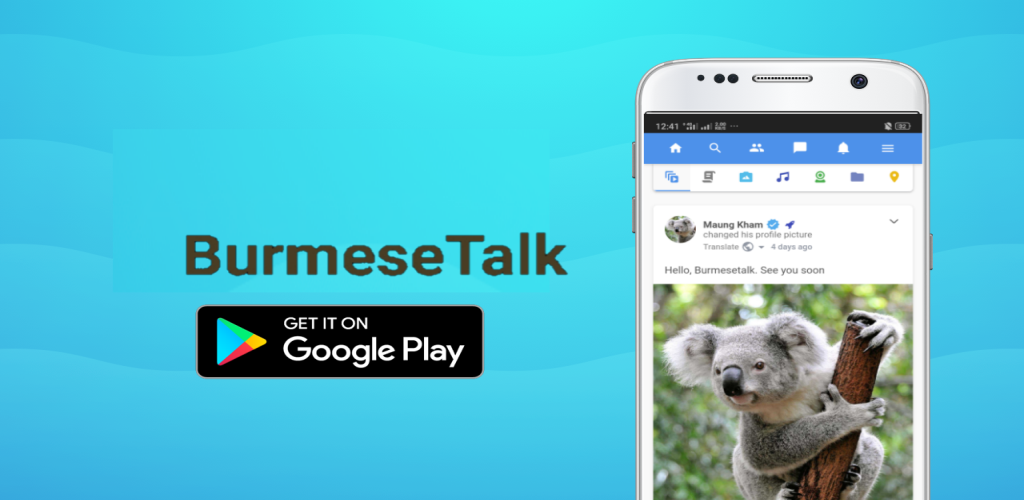 BurmeseTalk
GET IT ON
Google Play
12:41
82
Maung Kham
changed his profile picture
Translate
4 days ago
Hello, Burmesetalk. See you soon